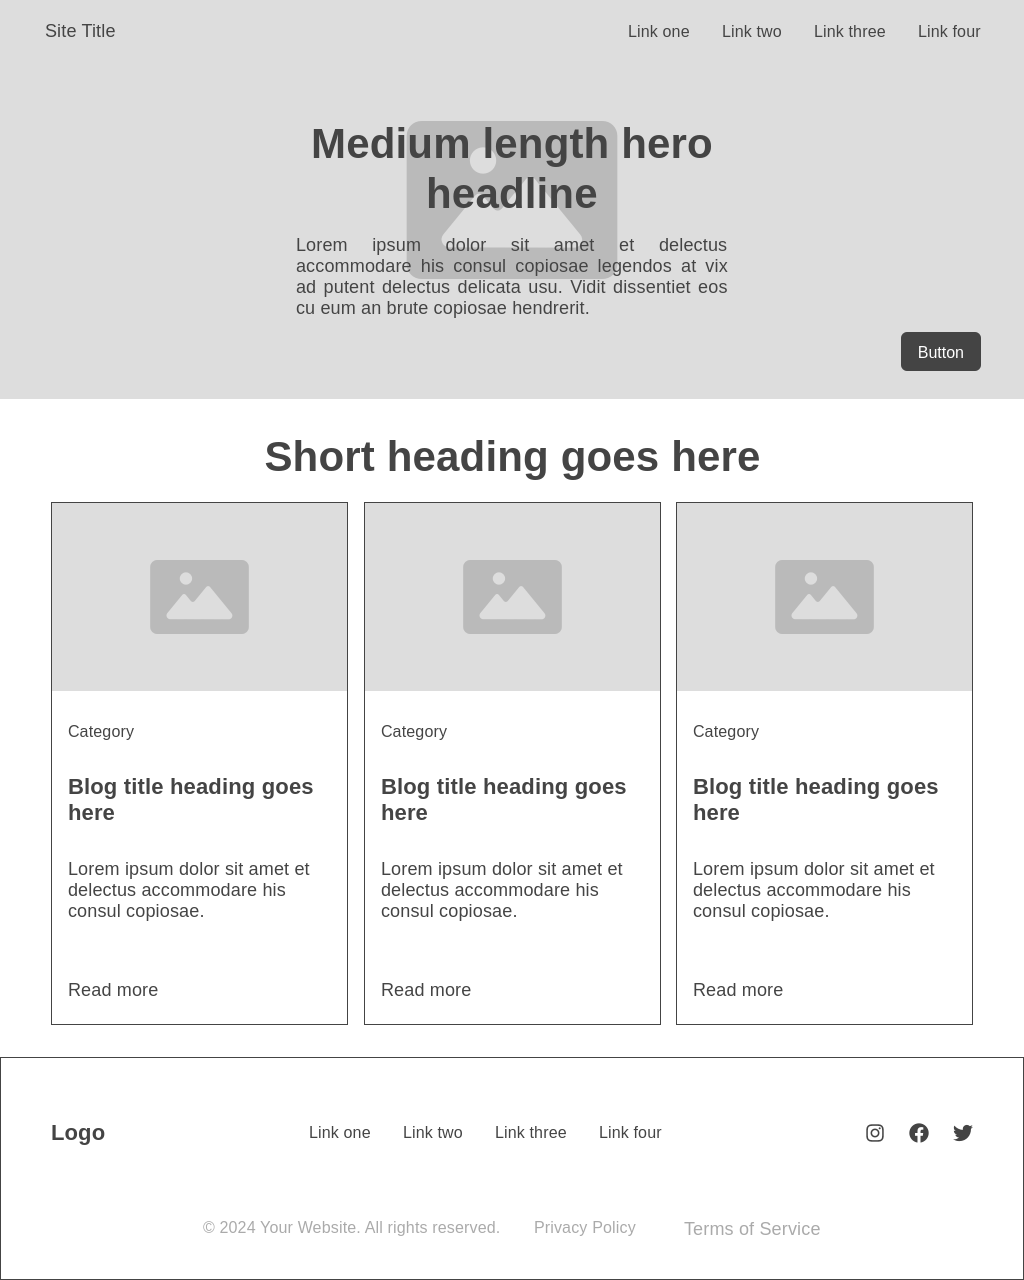 Site Title
Link one Link two Link three Link four
Medium length hero
headline
Lorem ipsum dolor sit amet et delectus
accommodare his consul copiosae legendos at vix
ad putent delectus delicata usu. Vidit dissentiet eos
cu eum an brute copiosae hendrerit.
Button
Short heading goes here
Category
Blog title heading goes
here
Lorem ipsum dolor sit amet et
delectus accommodare his
consul copiosae.
Read more
Category
Blog title heading goes
here
Lorem ipsum dolor sit amet et
delectus accommodare his
consul copiosae.
Read more
Category
Blog title heading goes
here
Lorem ipsum dolor sit amet et
delectus accommodare his
consul copiosae.
Read more
Logo
Link one Link two Link three Link four
© 2024 Your Website. All rights reserved. Privacy Policy Terms of Service